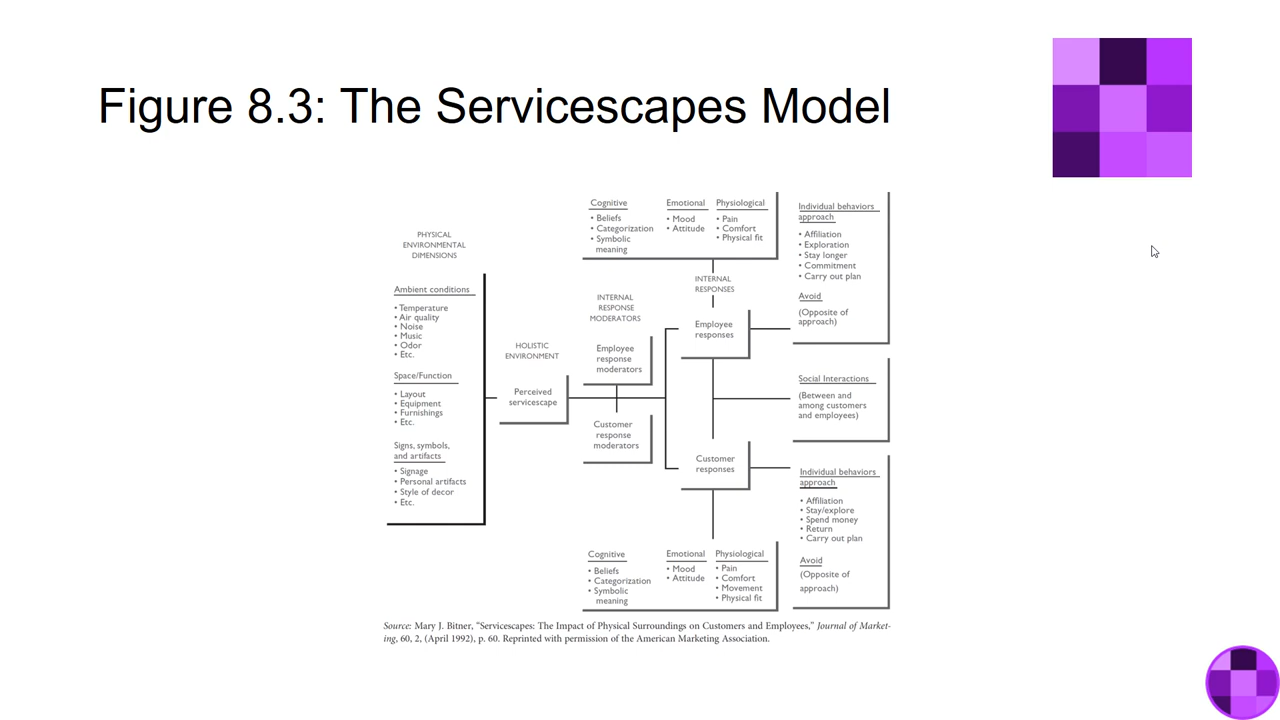 Figure 8.3: The Servicescapes Model
PHYSICAL
ENVIRONMENTAL
DIMENSIONS
Ambient conditions
• Temperature
• Air quality
• Noise
• Music
• Odor
• Etc.
Space/Function
• Layout
• Equipment
• Furnishings
• Etc.
Signs, symbols,
and artifacts
• Signage
• Personal artifacts
• Style of decor
• Etc.
HOLISTIC
ENVIRONMENT
Perceived
servicescape
INTERNAL
RESPONSE
MODERATORS
Employee
response
moderators
Customer
response
moderators
Cognitive
• Beliefs
• Categorization
• Symbolic
meaning
Emotional
• Mood
• Attitude
Physiological
• Pain
• Comfort
• Physical fit
INTERNAL
RESPONSES
Employee
responses
Customer
responses
Cognitive
• Beliefs
• Categorization
• Symbolic
meaning
Emotional
• Mood
• Attitude
Physiological
• Pain
• Comfort
• Movement
• Physical fit
Individual behaviors
approach
• Affiliation
• Exploration
• Stay longer
• Commitment
• Carry out plan
Avoid
(Opposite of
approach)
Social Interactions
(Between and
among customers
and employees)
Individual behaviors
approach
• Affiliation
• Stay/explore
• Spend money
• Return
• Carry out plan
Avoid
(Opposite of
approach)
Source: Mary J. Bitner, “Servicescapes: The Impact of Physical Surroundings on Customers and Employees,” Journal of Market-
ing, 60, 2, (April 1992), p. 60. Reprinted with permission of the American Marketing Association.